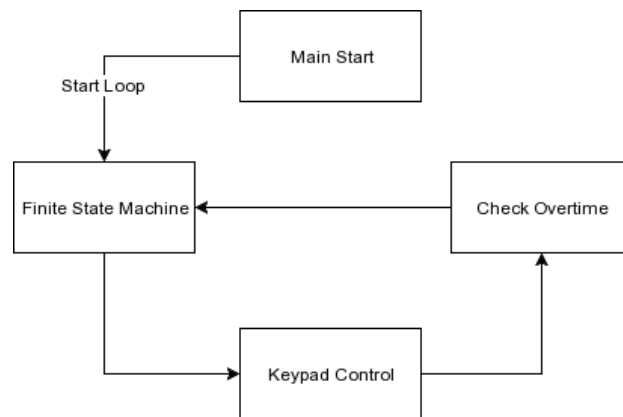 Main Start
Start Loop
Finite State Machine
Check Overtime
Keypad Control